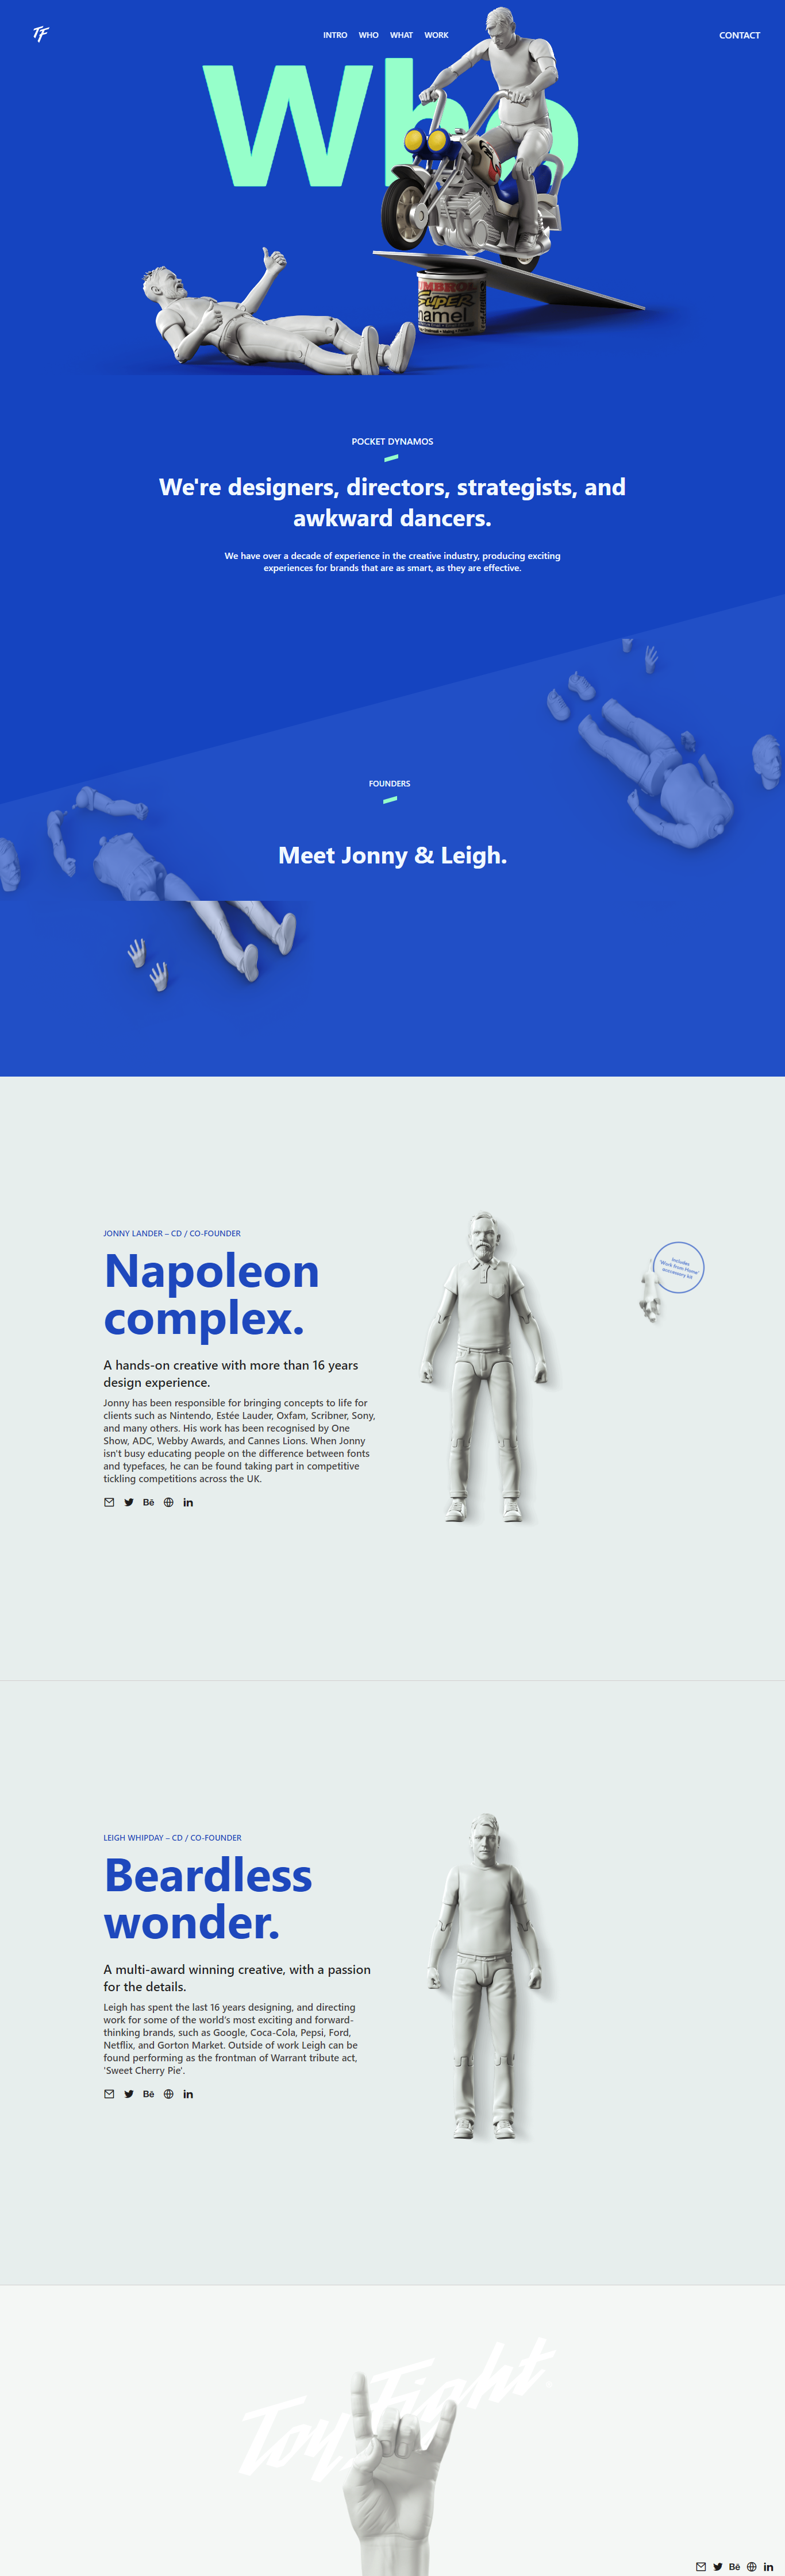 TF
INTRO WHO WHAT WORK
CONTACT
Who
UMBROL
Super
namel
POCKET DYNAMOS
We're designers, directors, strategists, and
awkward dancers.
We have over a decade of experience in the creative industry, producing exciting
experiences for brands that are as smart, as they are effective.
FOUNDERS
Meet Jonny & Leigh.
JONNY LANDER – CD / CO-FOUNDER
Napoleon
complex.
A hands-on creative with more than 16 years
design experience.
Jonny has been responsible for bringing concepts to life for
clients such as Nintendo, Estée Lauder, Oxfam, Scribner, Sony,
and many others. His work has been recognised by One
Show, ADC, Webby Awards, and Cannes Lions. When Jonny
isn't busy educating people on the difference between fonts
and typefaces, he can be found taking part in competitive
tickling competitions across the UK.
Bē
in
Includes
'Work from Home'
accessory kit
LEIGH WHIPDAY – CD / CO-FOUNDER
Beardless
wonder.
A multi-award winning creative, with a passion
for the details.
Leigh has spent the last 16 years designing, and directing
work for some of the world's most exciting and forward-
thinking brands, such as Google, Coca-Cola, Pepsi, Ford,
Netflix, and Gorton Market. Outside of work Leigh can be
found performing as the frontman of Warrant tribute act,
'Sweet Cherry Pie'.
Bē
in
Toy Fight
Bē
in